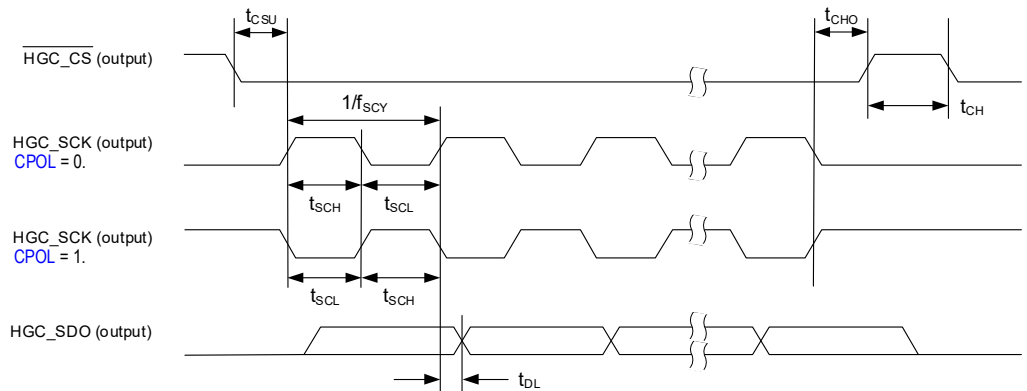 tCSU
tCHO
HGC_CS (output)
tCH
1/fSCY
HGC_SCK (output)
CPOL = 0.
tSCH
tSCL
HGC_SCK (output)
CPOL = 1.
tSCL
tSCH
HGC_SDO (output)
tDL